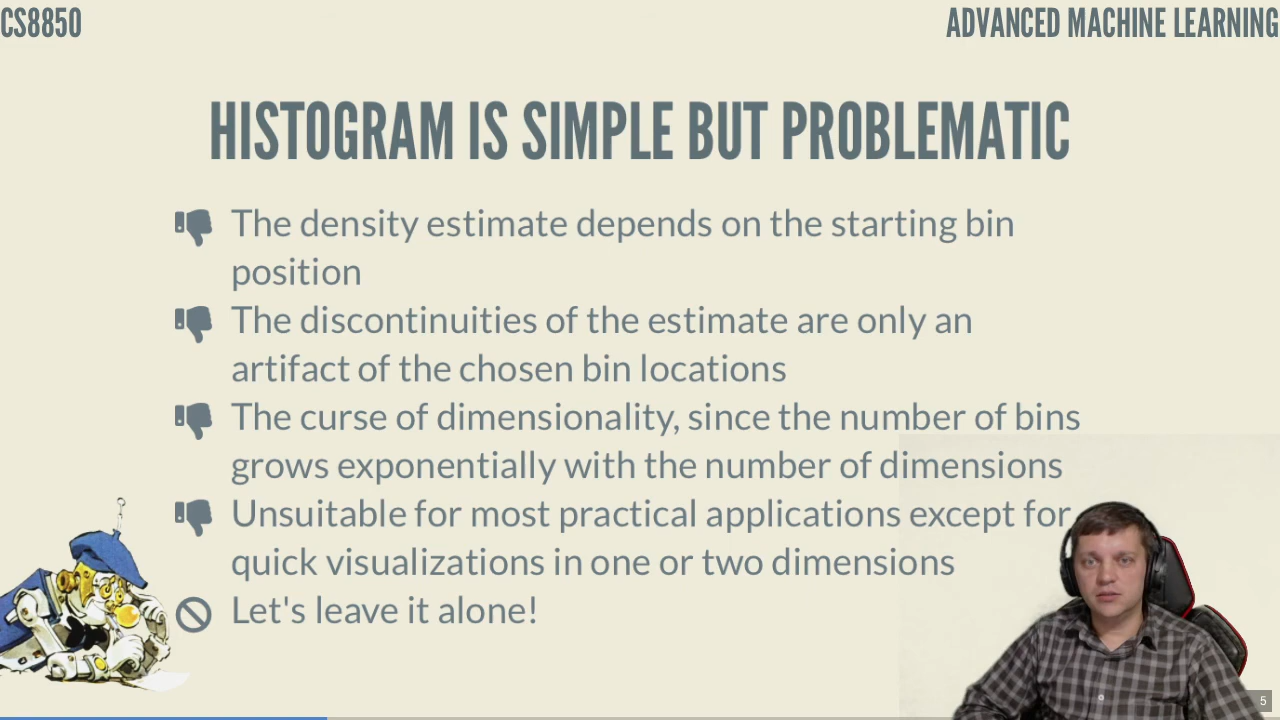 CS8850
ADVANCED MACHINE LEARNING
HISTOGRAM IS SIMPLE BUT PROBLEMATIC
The density estimate depends on the starting bin
position
The discontinuities of the estimate are only an
artifact of the chosen bin locations
The curse of dimensionality, since the number of bins
grows exponentially with the number of dimensions
Unsuitable for most practical applications except for
quick visualizations in one or two dimensions
Let's leave it alone!
5